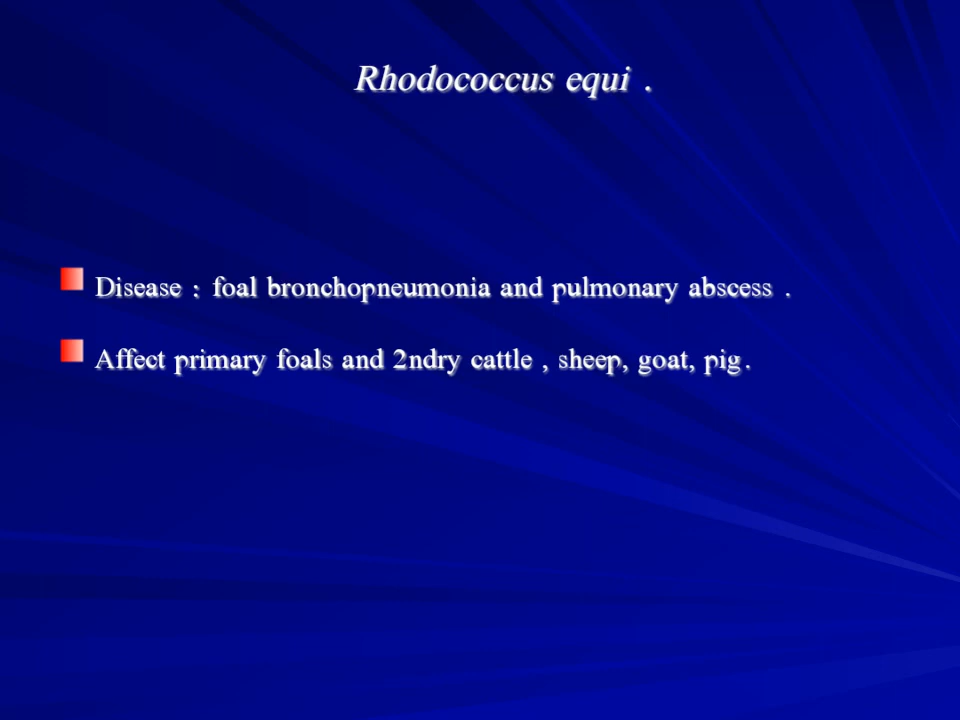 Rhodococcus equi .
Disease : foal bronchopneumonia and pulmonary abscess .
Affect primary foals and 2ndry cattle , sheep, goat, pig.